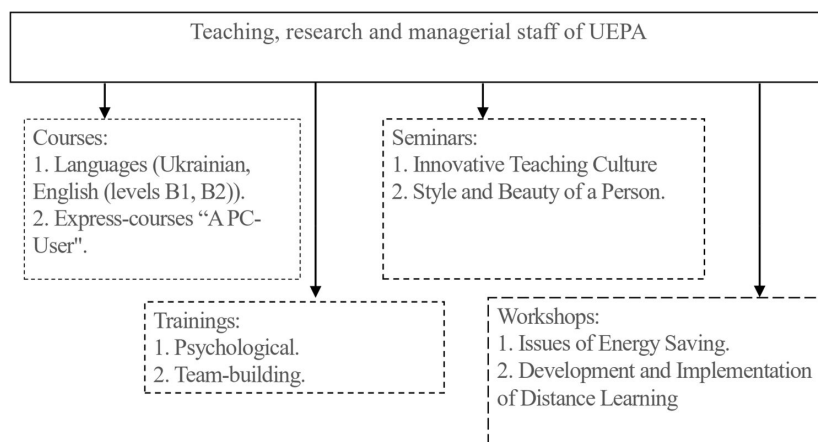 Teaching, research and managerial staff of UEPA
Courses:
1. Languages (Ukrainian,
English (levels B1, B2)).
2. Express-courses “A PC-
User".
Seminars:
1. Innovative Teaching Culture
2. Style and Beauty of a Person.
Trainings:
1. Psychological.
2. Team-building.
Workshops:
1. Issues of Energy Saving.
2. Development and Implementation
of Distance Learning